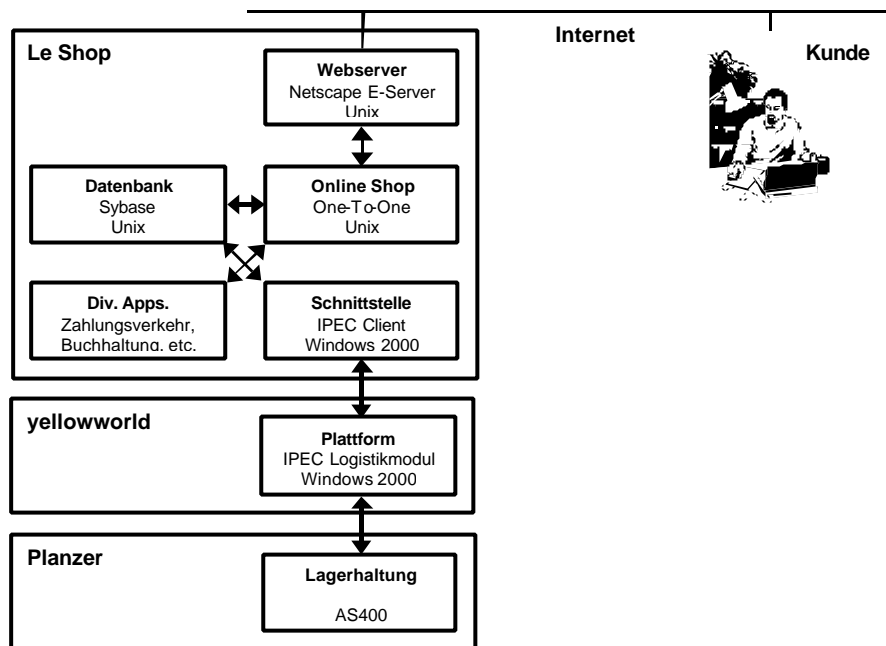 Internet
Kunde
Le Shop
Webserver
Netscape E-Server
Unix
Datenbank
Sybase
Unix
Online Shop
One-To-One
Unix
Div. Apps.
Zahlungsverkehr,
Buchhaltung, etc.
Schnittstelle
IPEC Client
Windows 2000
yellowworld
Plattform
IPEC Logistikmodul
Windows 2000
Planzer
Lagerhaltung
AS400